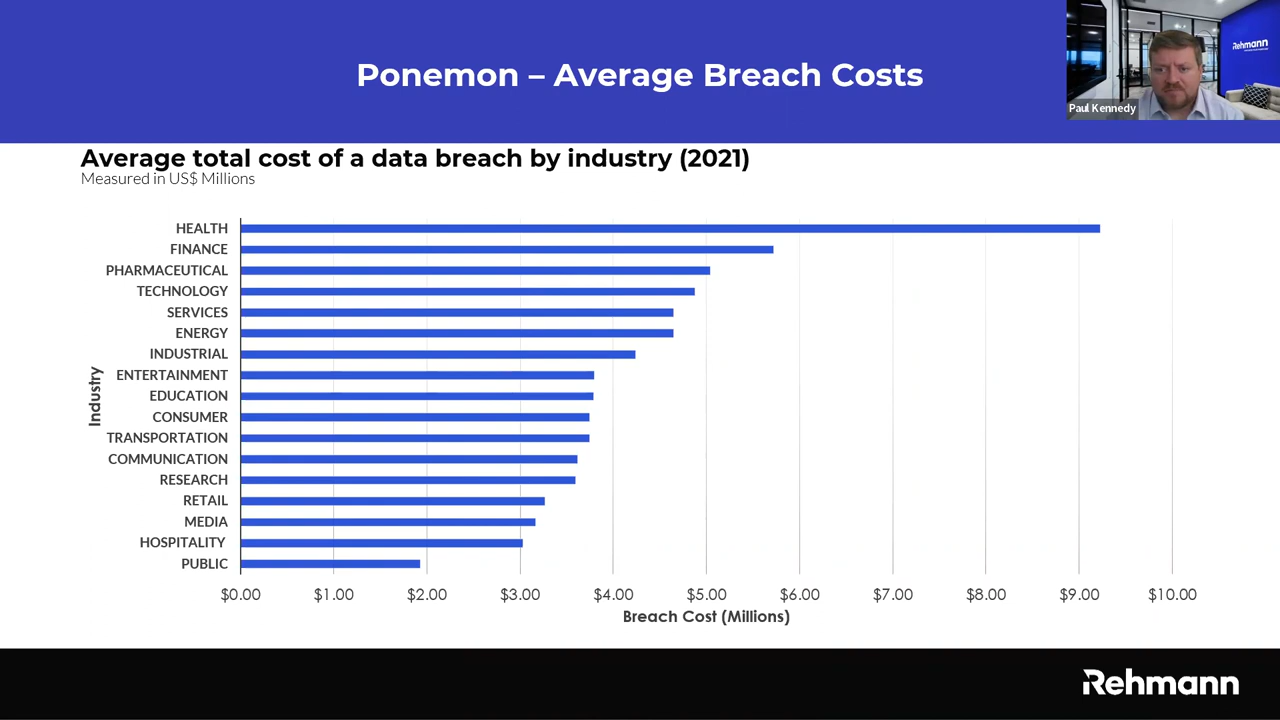 Ponemon – Average Breach Costs
Rehmann
Paul Kennedy
Average total cost of a data breach by industry (2021)
Measured in US$ Millions
HEALTH
FINANCE
PHARMACEUTICAL
TECHNOLOGY
SERVICES
ENERGY
INDUSTRIAL
ENTERTAINMENT
EDUCATION
CONSUMER
TRANSPORTATION
COMMUNICATION
RESEARCH
RETAIL
MEDIA
HOSPITALITY
PUBLIC
Industry
$0.00 $1.00 $2.00 $3.00 $4.00 $5.00 $6.00 $7.00 $8.00 $9.00 $10.00
Breach Cost (Millions)
Rehmann